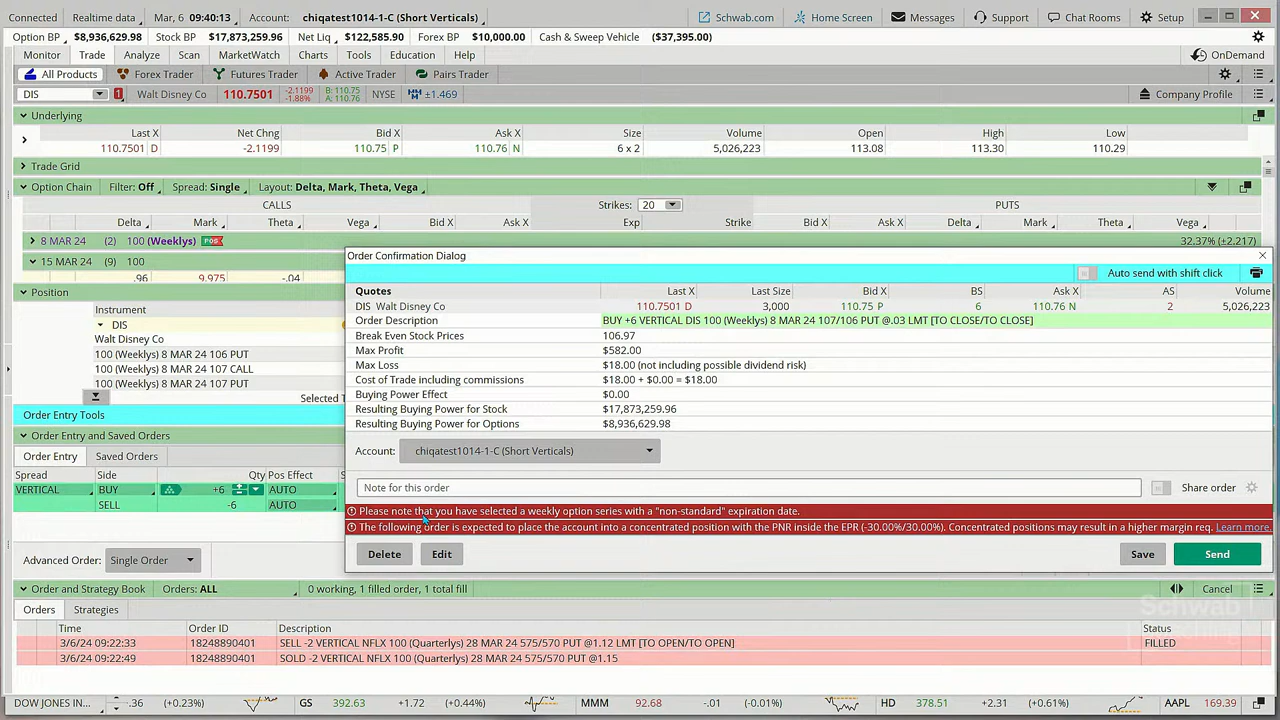 Connected Realtime data Mar, 6 09:40:13 Account: chiqatest1014-1-C (Short Verticals) Schwab.com Home Screen Messages Support Chat Rooms Setup
Option BP $8,936,629.98 Stock BP $17,873,259.96 Net Liq $122,585.90 Forex BP $10,000.00 Cash & Sweep Vehicle ($37,395.00)
Monitor Trade Analyze Scan MarketWatch Charts Tools Education Help OnDemand
All Products Forex Trader Futures Trader Active Trader Pairs Trader
DIS 1 Walt Disney Co 110.7501 -2.1199 -1.88% B: 110.75 A: 110.76 NYSE ±1.469 Company Profile
Underlying
Last X Net Chng Bid X Ask X Size Volume Open High Low
110.7501 D -2.1199 110.75 P 110.76 N 6 x 2 5,026,223 113.08 113.30 110.29
Trade Grid
Option Chain Filter: Off Spread: Single Layout: Delta, Mark, Theta, Vega
CALLS Strikes: 20 PUTS
Delta Mark Theta Vega Bid X Ask X Exp Strike Bid X Ask X Delta Mark Theta Vega
8 MAR 24 (2) 100 (Weeklys) POS 32.37% (±2.217)
15 MAR 24 (9) 100
.96 9.975 -.04
Position
Instrument
DIS
Walt Disney Co
100 (Weeklys) 8 MAR 24 106 PUT
100 (Weeklys) 8 MAR 24 107 CALL
100 (Weeklys) 8 MAR 24 107 PUT
Selected T
Order Entry Tools
Order Entry and Saved Orders
Order Entry Saved Orders
Spread Side Qty Pos Effect S
VERTICAL BUY +6 AUTO
SELL -6 AUTO
Advanced Order: Single Order
Order Confirmation Dialog
Auto send with shift click
Quotes Last X Last Size Bid X BS Ask X AS Volume
DIS Walt Disney Co 110.7501 D 3,000 110.75 P 6 110.76 N 2 5,026,223
Order Description BUY +6 VERTICAL DIS 100 (Weeklys) 8 MAR 24 107/106 PUT @.03 LMT [TO CLOSE/TO CLOSE]
Break Even Stock Prices 106.97
Max Profit $582.00
Max Loss $18.00 (not including possible dividend risk)
Cost of Trade including commissions $18.00 + $0.00 = $18.00
Buying Power Effect $0.00
Resulting Buying Power for Stock $17,873,259.96
Resulting Buying Power for Options $8,936,629.98
Account: chiqatest1014-1-C (Short Verticals)
Note for this order Share order
Please note that you have selected a weekly option series with a "non-standard" expiration date.
The following order is expected to place the account into a concentrated position with the PNR inside the EPR (-30.00%/30.00%). Concentrated positions may result in a higher margin req. Learn more.
Delete Edit Save Send
Order and Strategy Book Orders: ALL 0 working, 1 filled order, 1 total fill Cancel
Orders Strategies
Time Order ID Description Status
3/6/24 09:22:33 18248890401 SELL -2 VERTICAL NFLX 100 (Quarterlys) 28 MAR 24 575/570 PUT @1.12 LMT [TO OPEN/TO OPEN] FILLED
3/6/24 09:22:49 18248890401 SOLD -2 VERTICAL NFLX 100 (Quarterlys) 28 MAR 24 575/570 PUT @1.15
Schwab
DOW JONES IN... .30 (+0.23%) GS 392.63 +1.72 (+0.44%) MMM 92.68 -.01 (-0.01%) HD 378.51 +2.31 (+0.61%) AAPL 169.39